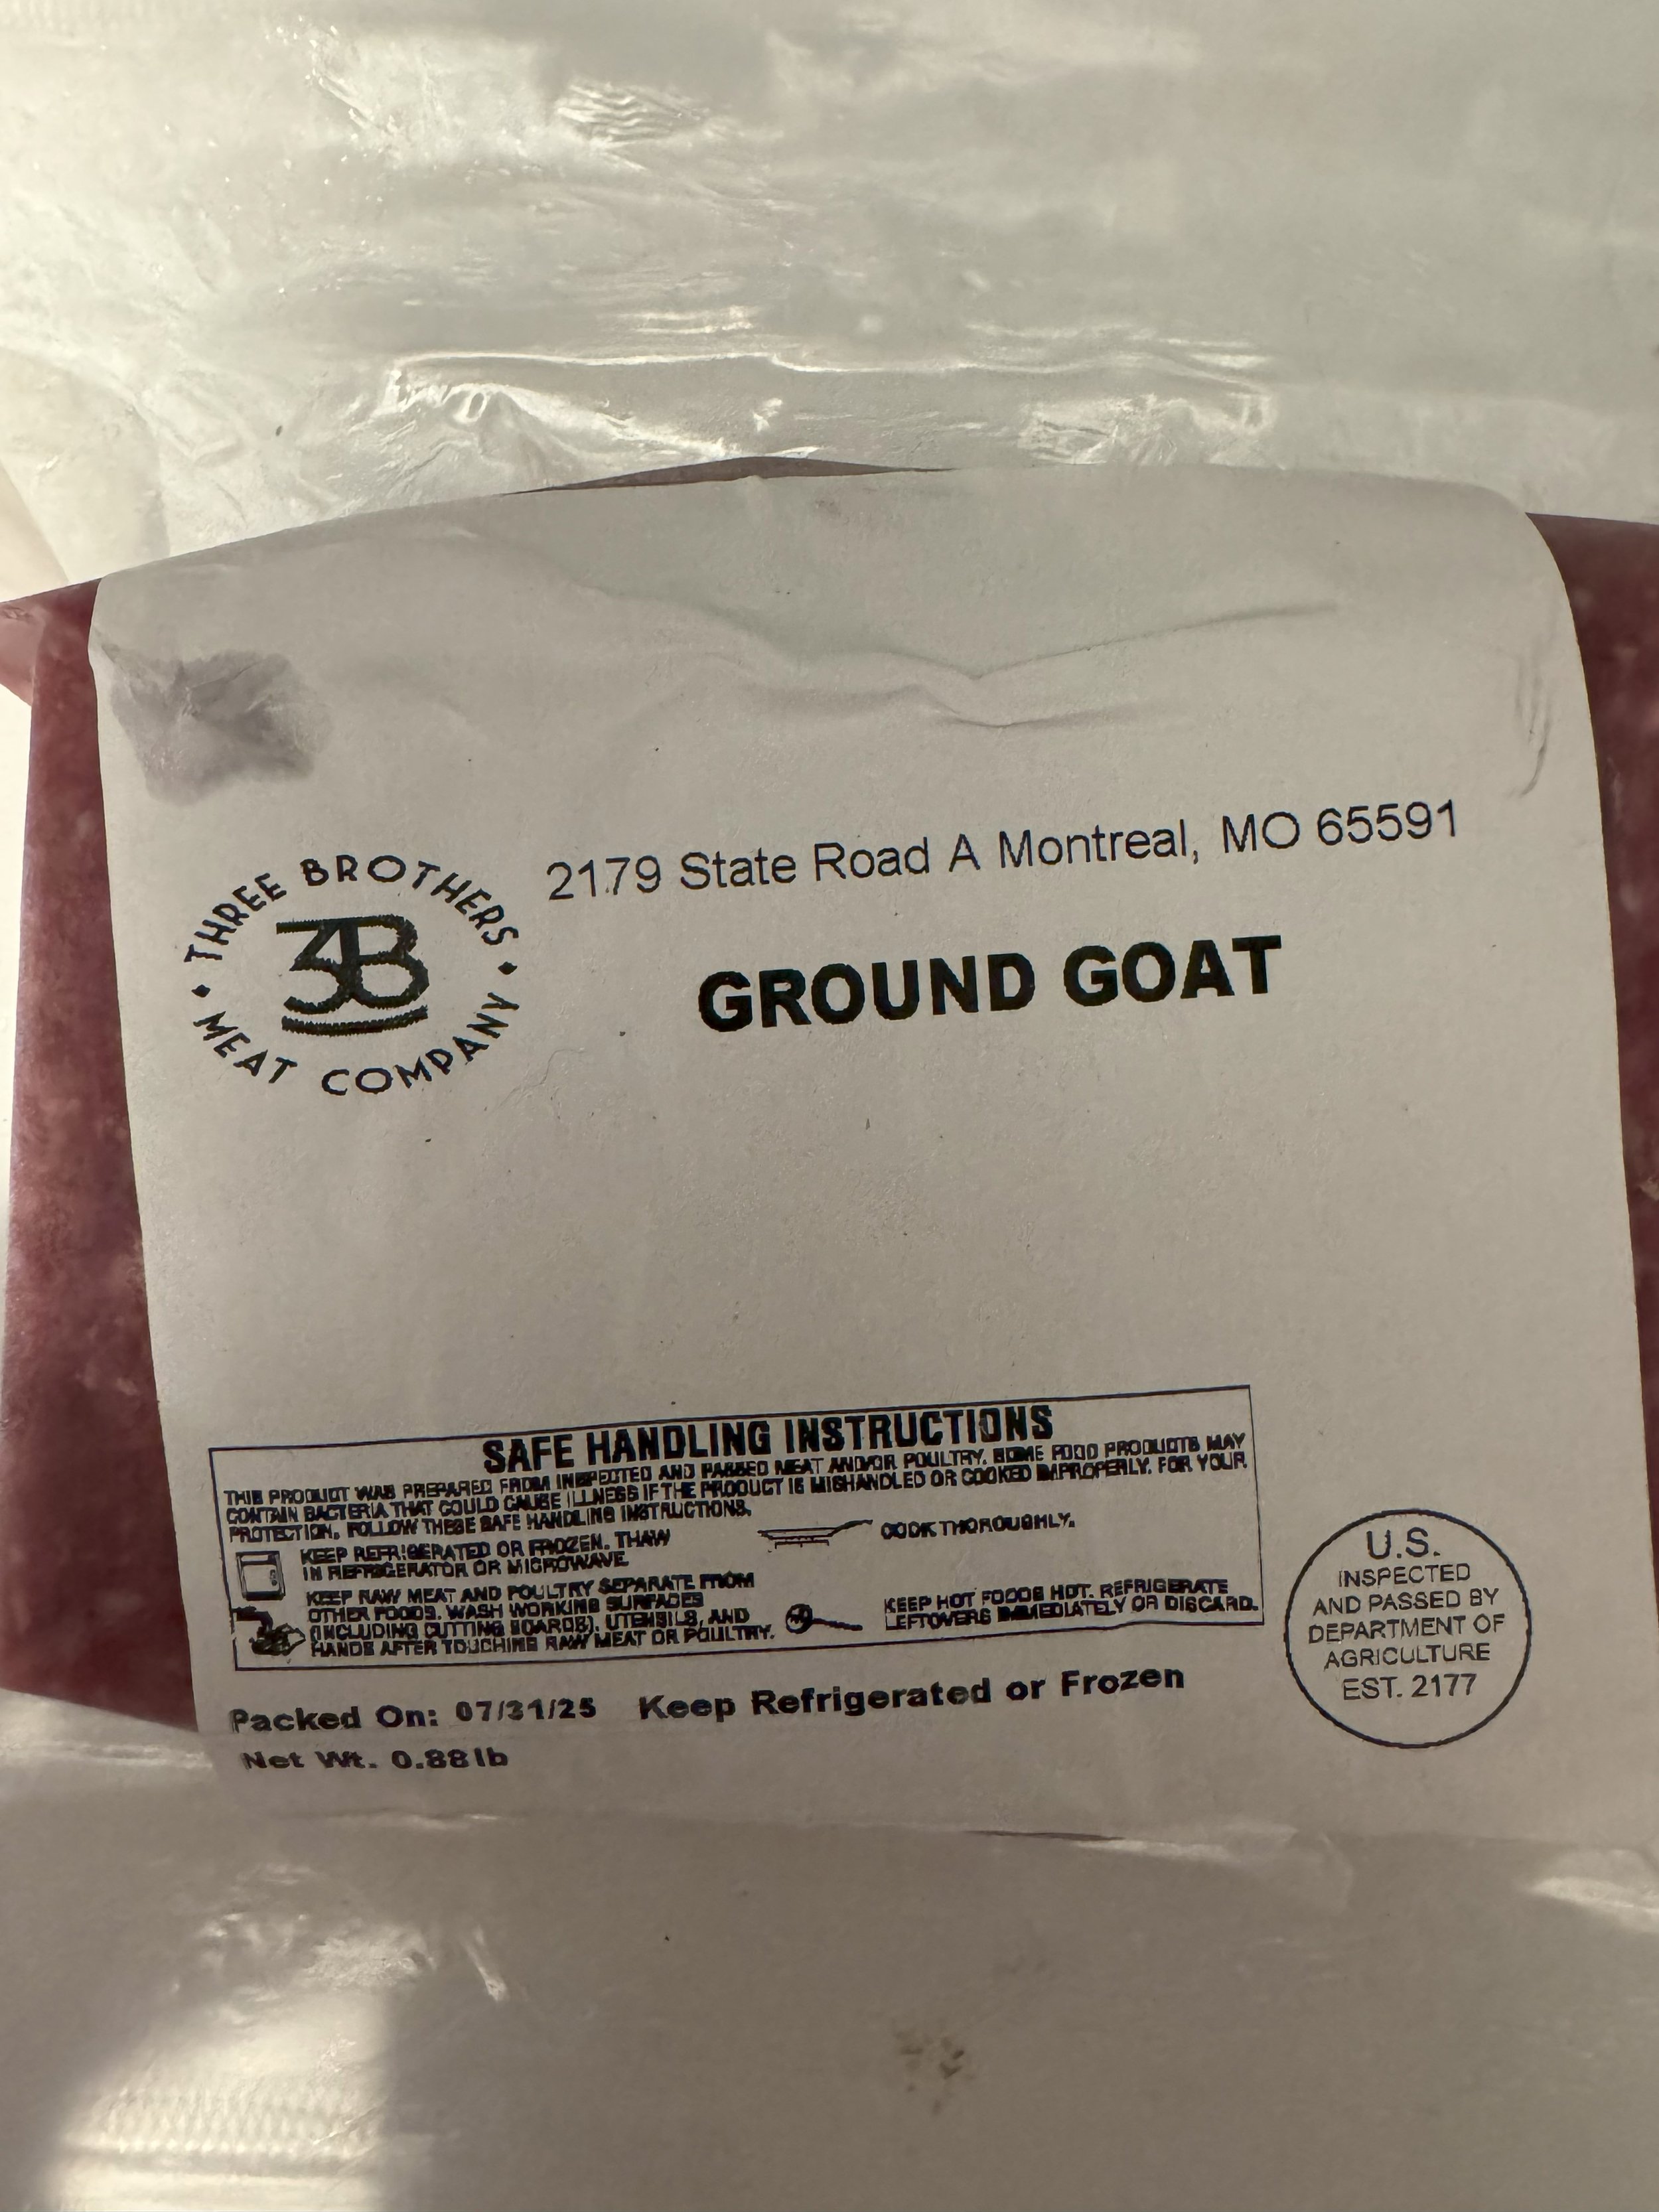 THREE BROTHERS
3B
MEAT COMPANY
2179 State Road A Montreal, MO 65591
GROUND GOAT
SAFE HANDLING INSTRUCTIONS
THIS PRODUCT WAS PREPARED FROM INSPECTED AND PASSED MEAT AND/OR POULTRY. SOME FOOD PRODUCTS MAY
CONTAIN BACTERIA THAT COULD CAUSE ILLNESS IF THE PRODUCT IS MISHANDLED OR COOKED IMPROPERLY. FOR YOUR
PROTECTION, FOLLOW THESE SAFE HANDLING INSTRUCTIONS.
KEEP REFRIGERATED OR FROZEN. THAW
IN REFRIGERATOR OR MICROWAVE.
COOK THOROUGHLY.
KEEP RAW MEAT AND POULTRY SEPARATE FROM
OTHER FOODS. WASH WORKING SURFACES
(INCLUDING CUTTING BOARDS), UTENSILS, AND
HANDS AFTER TOUCHING RAW MEAT OR POULTRY.
KEEP HOT FOODS HOT. REFRIGERATE
LEFTOVERS IMMEDIATELY OR DISCARD.
U.S.
INSPECTED
AND PASSED BY
DEPARTMENT OF
AGRICULTURE
EST. 2177
Packed On: 07/31/25 Keep Refrigerated or Frozen
Net Wt. 0.88 lb